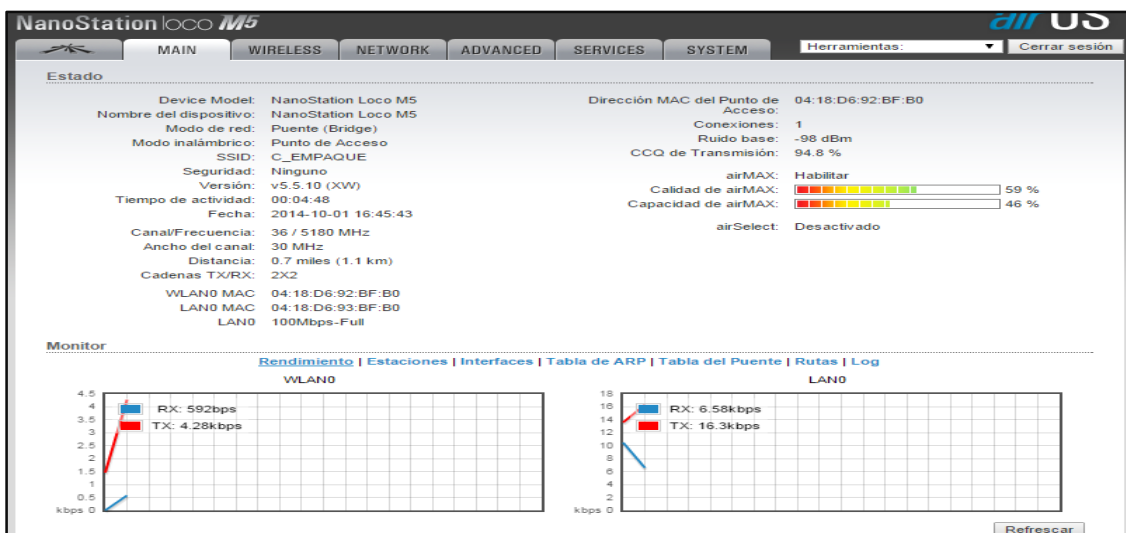 NanoStation loco M5
MAIN WIRELESS NETWORK ADVANCED SERVICES SYSTEM Herramientas: Cerrar sesión
Estado
Device Model: NanoStation Loco M5
Nombre del dispositivo: NanoStation Loco M5
Modo de red: Puente (Bridge)
Modo inalámbrico: Punto de Acceso
SSID: C_EMPAQUE
Seguridad: Ninguno
Versión: v5.5.10 (XW)
Tiempo de actividad: 00:04:48
Fecha: 2014-10-01 16:45:43
Canal/Frecuencia: 36 / 5180 MHz
Ancho del canal: 30 MHz
Distancia: 0.7 miles (1.1 km)
Cadenas TX/RX: 2X2
WLAN0 MAC 04:18:D6:92:BF:B0
LAN0 MAC 04:18:D6:93:BF:B0
LAN0 100Mbps-Full
Dirección MAC del Punto de Acceso: 04:18:D6:92:BF:B0
Conexiones: 1
Ruido base: -98 dBm
CCQ de Transmisión: 94.8 %
airMAX: Habilitar
Calidad de airMAX: 59 %
Capacidad de airMAX: 46 %
airSelect: Desactivado
Monitor
Rendimiento | Estaciones | Interfaces | Tabla de ARP | Tabla del Puente | Rutas | Log
WLAN0
4.5
4
3.5
3
2.5
2
1.5
1
0.5
kbps 0
RX: 592bps
TX: 4.28kbps
LAN0
18
16
14
12
10
8
6
4
2
kbps 0
RX: 6.58kbps
TX: 16.3kbps
Refrescar